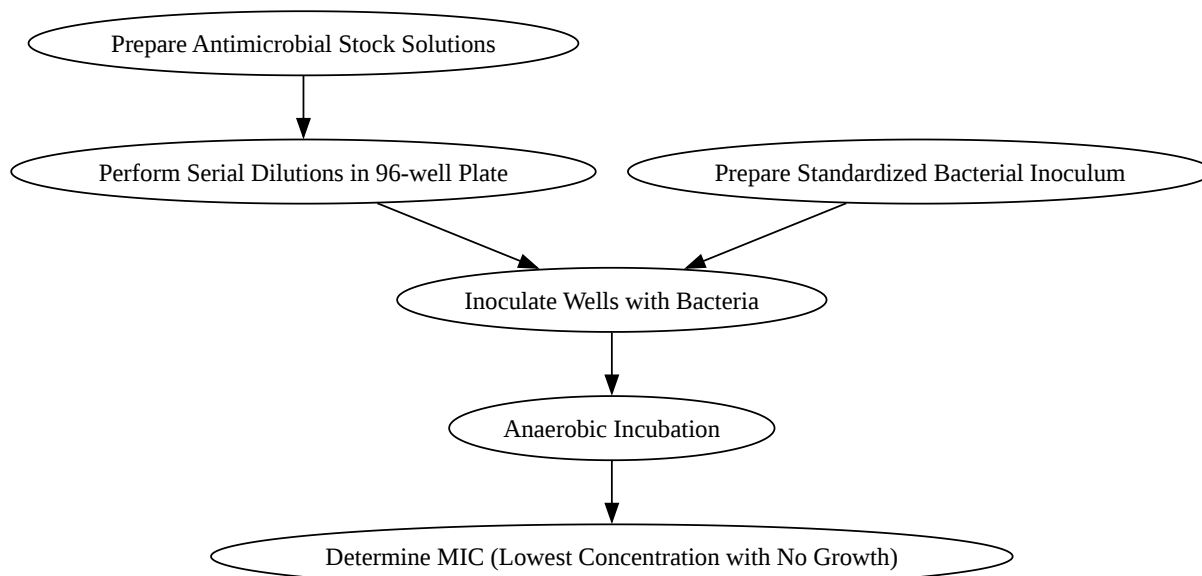 Prepare Antimicrobial Stock Solutions
Perform Serial Dilutions in 96-well Plate
Prepare Standardized Bacterial Inoculum
Inoculate Wells with Bacteria
Anaerobic Incubation
Determine MIC (Lowest Concentration with No Growth)